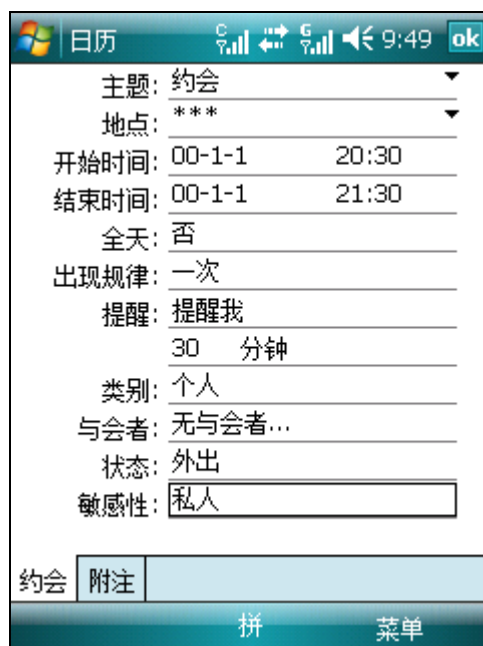 日历 9:49 ok
主题: 约会
地点: ***
开始时间: 00-1-1 20:30
结束时间: 00-1-1 21:30
全天: 否
出现规律: 一次
提醒: 提醒我
30 分钟
类别: 个人
与会者: 无与会者...
状态: 外出
敏感性: 私人
约会 附注
拼 菜单